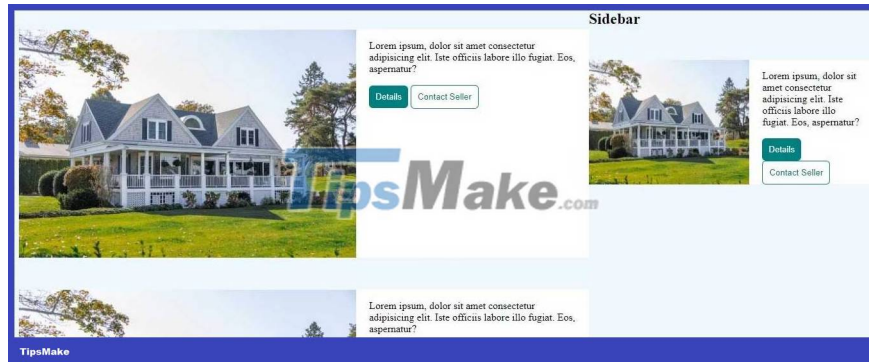 Lorem ipsum, dolor sit amet consectetur
adipisicing elit. Iste officiis labore illo fugiat. Eos,
aspernatur?
Details
Contact Seller
Lorem ipsum, dolor sit amet consectetur
adipisicing elit. Iste officiis labore illo fugiat. Eos,
aspernatur?
Sidebar
Lorem ipsum, dolor sit
amet consectetur
adipisicing elit. Iste
officiis labore illo
fugiat. Eos, aspernatur?
Details
Contact Seller
TipsMake.com
TipsMake